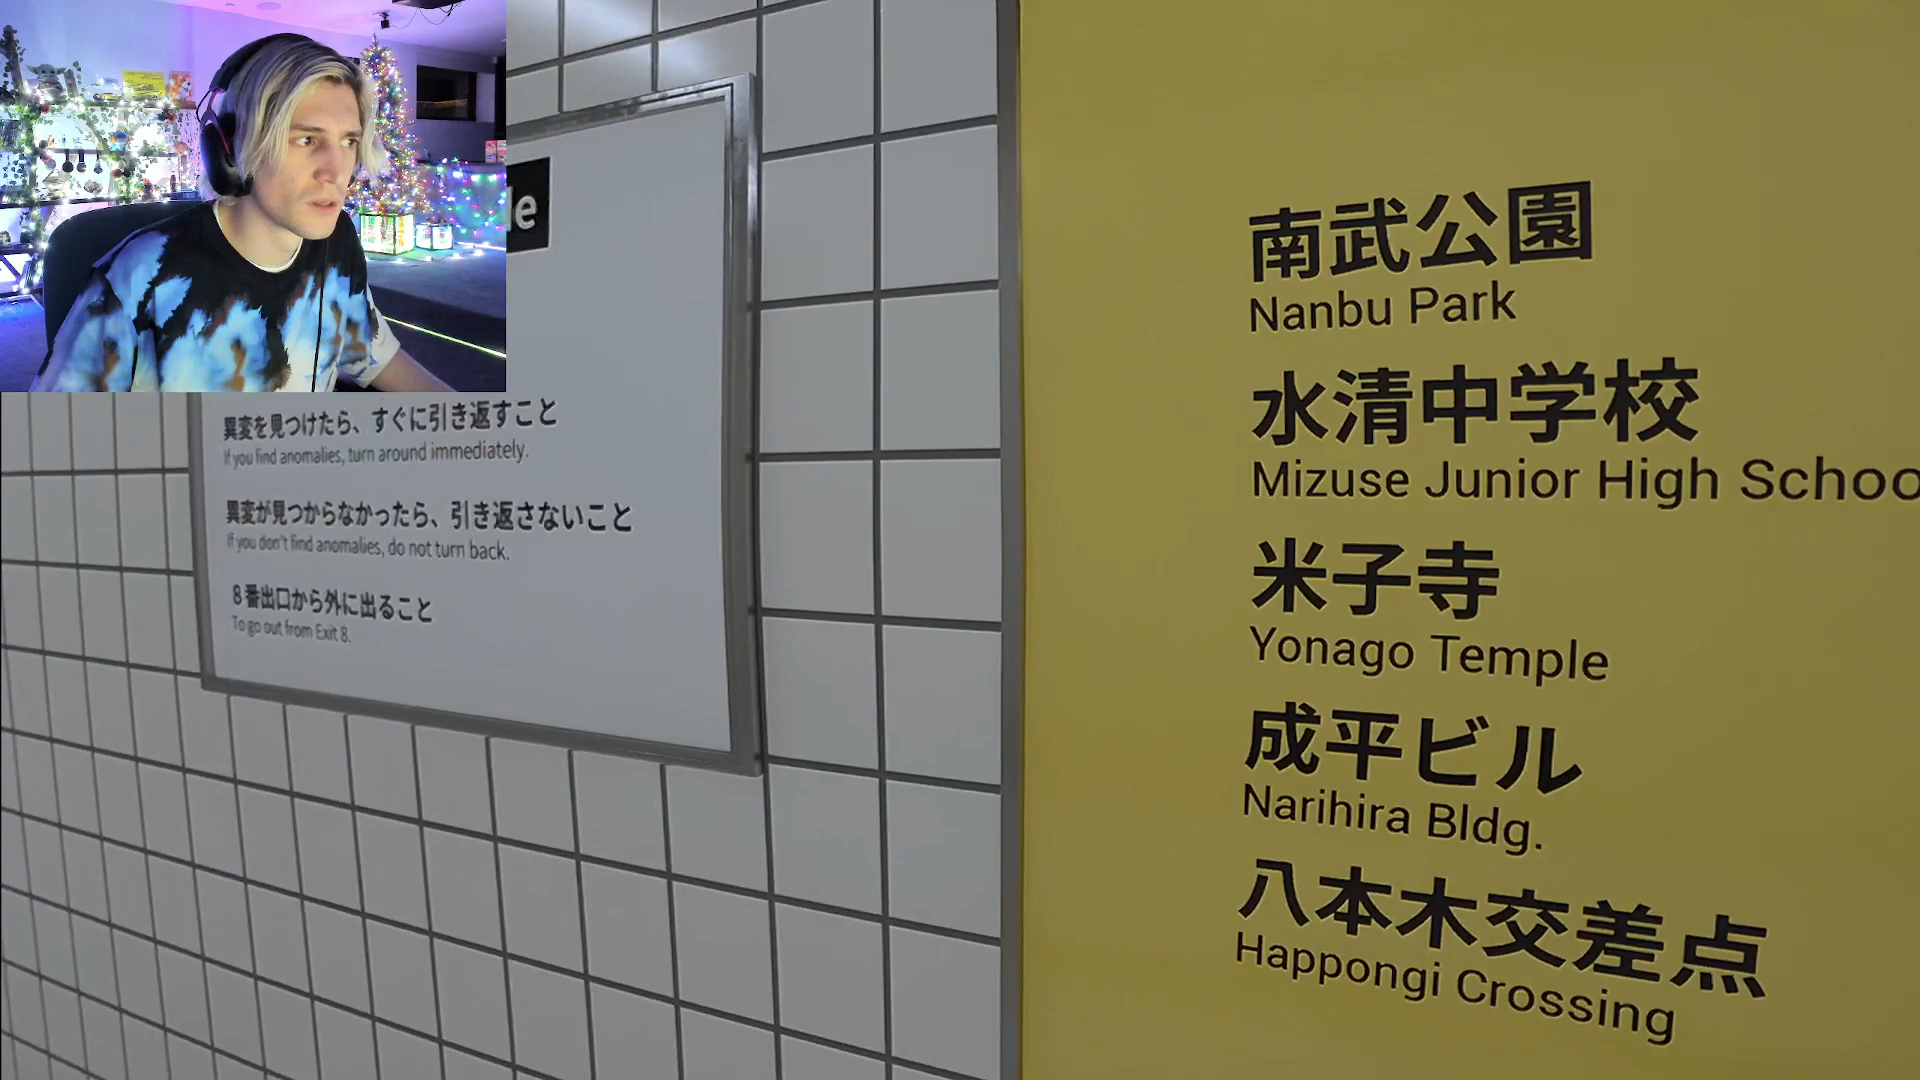 異変を見つけたら、すぐに引き返すこと
If you find anomalies, turn around immediately.
異変が見つからなかったら、引き返さないこと
If you don't find anomalies, do not turn back.
8番出口から外に出ること
To go out from Exit 8.
南武公園
Nanbu Park
水清中学校
Mizuse Junior High Schoo
米子寺
Yonago Temple
成平ビル
Narihira Bldg.
八本木交差点
Happongi Crossing